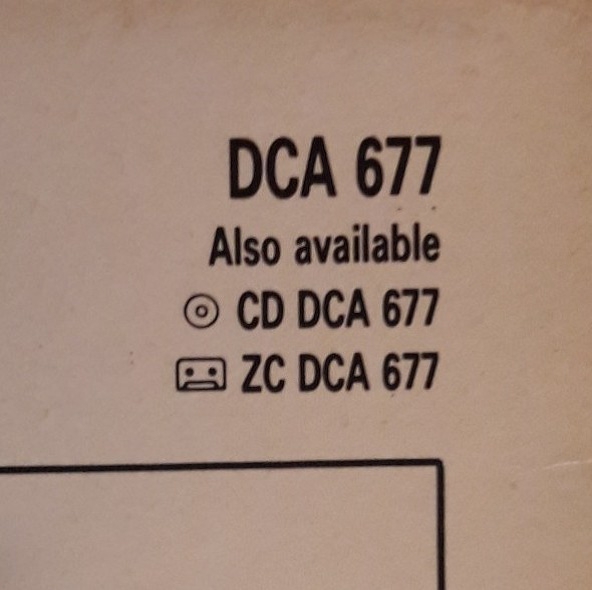 DCA 677
Also available
CD DCA 677
ZC DCA 677